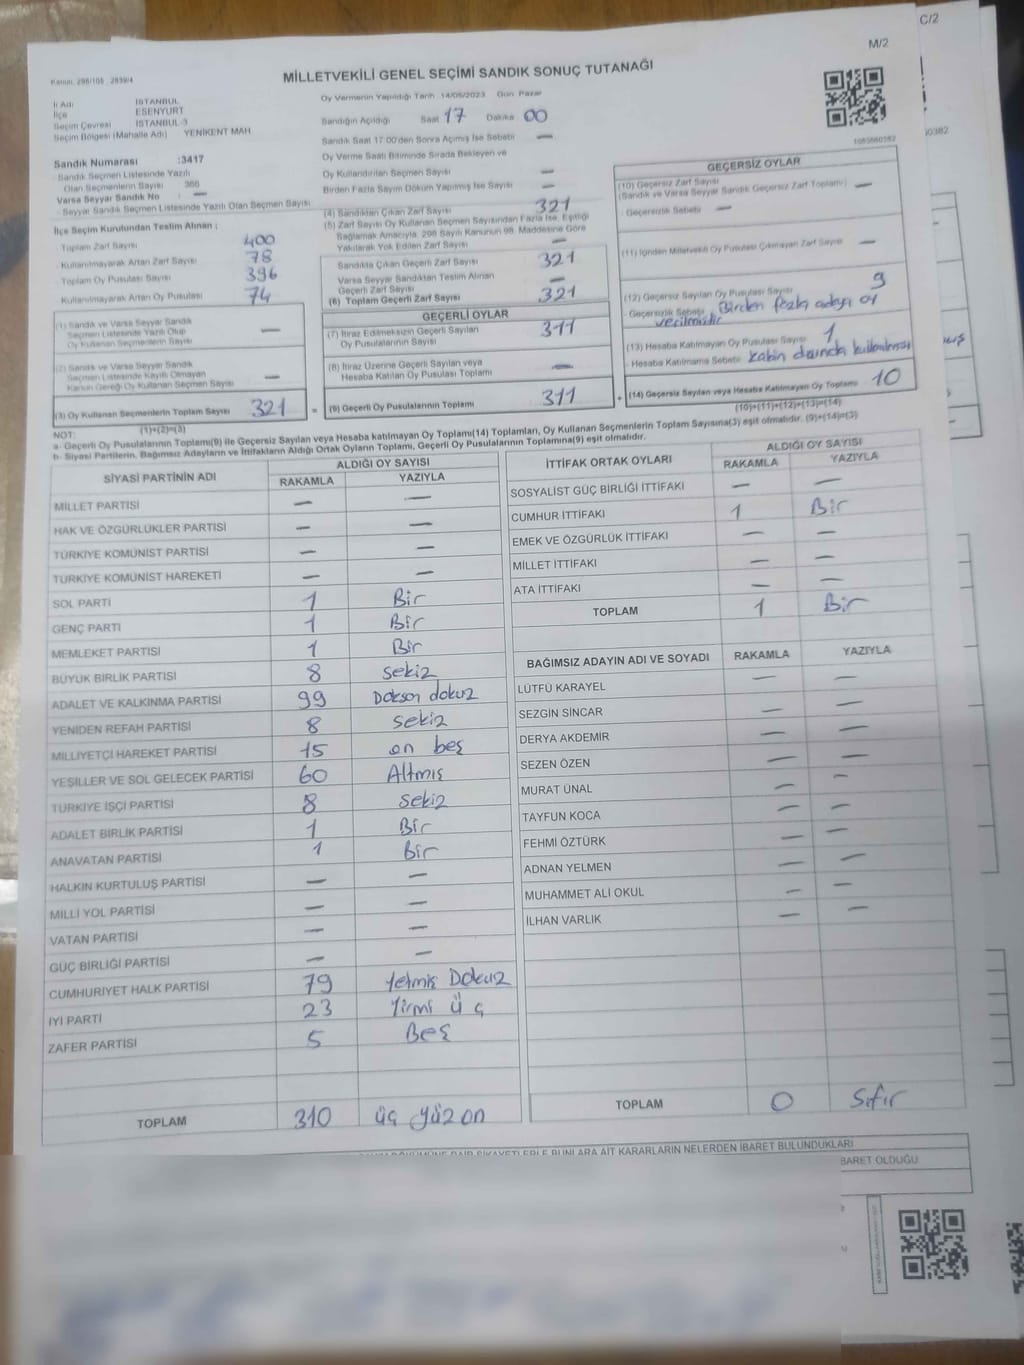 C/2
M/2
Kanun: 298/105 , 2839/4
MİLLETVEKİLİ GENEL SEÇİMİ SANDIK SONUÇ TUTANAĞI
İl Adı İSTANBUL
İlçe ESENYURT
Seçim Çevresi İSTANBUL-3
Seçim Bölgesi (Mahalle Adı) YENİKENT MAH.
Sandık Numarası :3417
Sandık Seçmen Listesinde Yazılı
Olan Seçmenlerin Sayısı 366
Varsa Seyyar Sandık No : —
Seyyar Sandık Seçmen Listesinde Yazılı Olan Seçmen Sayısı
İlçe Seçim Kurulundan Teslim Alınan :
Toplam Zarf Sayısı 400
Kullanılmayarak Artan Zarf Sayısı 78
Toplam Oy Pusulası Sayısı 396
Kullanılmayarak Artan Oy Pusulası 74
(1) Sandık ve Varsa Seyyar Sandık
Seçmen Listesinde Yazılı Olup
Oy Kullanan Seçmenlerin Sayısı —
(2) Sandık ve Varsa Seyyar Sandık
Seçmen Listesinde Kayıtlı Olmayan
Kanun Gereği Oy Kullanan Seçmen Sayısı —
(3) Oy Kullanan Seçmenlerin Toplam Sayısı 321 =
(1)+(2)=(3)
Oy Vermenin Yapıldığı Tarih :14/05/2023 Gün: Pazar
Sandığın Açıldığı Saat 17 Dakika 00
Sandık Saat 17:00'den Sonra Açılmış İse Sebebi —
Oy Verme Saati Bitiminde Sırada Bekleyen ve
Oy Kullandırılan Seçmen Sayısı —
Birden Fazla Sayım Döküm Yapılmış İse Sayısı —
(4) Sandıktan Çıkan Zarf Sayısı 321
(5) Zarf Sayısı Oy Kullanan Seçmen Sayısından Fazla İse, Eşitliği
Sağlamak Amacıyla, 298 Sayılı Kanunun 98. Maddesine Göre
Yakılarak Yok Edilen Zarf Sayısı —
Sandıkta Çıkan Geçerli Zarf Sayısı 321
Varsa Seyyar Sandıktan Teslim Alınan
Geçerli Zarf Sayısı —
(6) Toplam Geçerli Zarf Sayısı 321
GEÇERLİ OYLAR
(7) İtiraz Edilmeksizin Geçerli Sayılan
Oy Pusulasının Sayısı 311
(8) İtiraz Üzerine Geçerli Sayılan veya
Hesaba Katılan Oy Pusulası Toplamı —
(9) Geçerli Oy Pusulalarının Toplamı 311 +
1085660382
GEÇERSİZ OYLAR
(10) Geçersiz Zarf Sayısı
(Sandık ve Varsa Seyyar Sandık Geçersiz Zarf Toplamı) —
Geçersizlik Sebebi : —
(11) İçinden Milletvekili Oy Pusulası Çıkmayan Zarf Sayısı —
(12) Geçersiz Sayılan Oy Pusulası Sayısı 9
Geçersizlik Sebebi : Birden fazla adaya oy
verilmiştir
(13) Hesaba Katılmayan Oy Pusulası Sayısı 1
Hesaba Katılmama Sebebi : kabin dışında kullanılması
(14) Geçersiz Sayılan veya Hesaba Katılmayan Oy Toplamı 10
(10)+(11)+(12)+(13)=(14)
NOT:
a- Geçerli Oy Pusulalarının Toplamı(9) ile Geçersiz Sayılan veya Hesaba katılmayan Oy Toplamı(14) Toplamları, Oy Kullanan Seçmenlerin Toplam Sayısına(3) eşit olmalıdır. (9)+(14)=(3)
b- Siyasi Partilerin, Bağımsız Adayların ve İttifakların Aldığı Ortak Oyların Toplamı, Geçerli Oy Pusulalarının Toplamına(9) eşit olmalıdır.
SİYASİ PARTİNİN ADI ALDIĞI OY SAYISI
RAKAMLA YAZIYLA
MİLLET PARTİSİ — —
HAK VE ÖZGÜRLÜKLER PARTİSİ — —
TÜRKİYE KOMÜNİST PARTİSİ — —
TÜRKİYE KOMÜNİST HAREKETİ — —
SOL PARTİ 1 Bir
GENÇ PARTİ 1 Bir
MEMLEKET PARTİSİ 1 Bir
BÜYÜK BİRLİK PARTİSİ 8 sekiz
ADALET VE KALKINMA PARTİSİ 99 Doksan dokuz
YENİDEN REFAH PARTİSİ 8 sekiz
MİLLİYETÇİ HAREKET PARTİSİ 15 on beş
YEŞİLLER VE SOL GELECEK PARTİSİ 60 Altmış
TÜRKİYE İŞÇİ PARTİSİ 8 sekiz
ADALET BİRLİK PARTİSİ 1 Bir
ANAVATAN PARTİSİ 1 Bir
HALKIN KURTULUŞ PARTİSİ — —
MİLLİ YOL PARTİSİ — —
VATAN PARTİSİ — —
GÜÇ BİRLİĞİ PARTİSİ — —
CUMHURİYET HALK PARTİSİ 79 Yetmiş Dokuz
İYİ PARTİ 23 Yirmi üç
ZAFER PARTİSİ 5 Beş
TOPLAM 310 üç yüz on
İTTİFAK ORTAK OYLARI ALDIĞI OY SAYISI
RAKAMLA YAZIYLA
SOSYALİST GÜÇ BİRLİĞİ İTTİFAKI — —
CUMHUR İTTİFAKI 1 Bir
EMEK VE ÖZGÜRLÜK İTTİFAKI — —
MİLLET İTTİFAKI — —
ATA İTTİFAKI — —
TOPLAM 1 Bir
BAĞIMSIZ ADAYIN ADI VE SOYADI RAKAMLA YAZIYLA
LÜTFÜ KARAYEL — —
SEZGİN SİNCAR — —
DERYA AKDEMİR — —
SEZEN ÖZEN — —
MURAT ÜNAL — —
TAYFUN KOCA — —
FEHMİ ÖZTÜRK — —
ADNAN YELMEN — —
MUHAMMET ALİ OKUL — —
İLHAN VARLIK — —
TOPLAM 0 Sıfır
ŞİKAYETLERLE BUNLARA AİT KARARLARIN NELERDEN İBARET BULUNDUKLARI
İBARET OLDUĞU